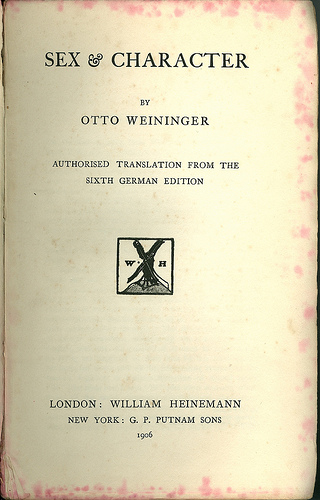 SEX & CHARACTER
BY
OTTO WEININGER
AUTHORISED TRANSLATION FROM THE
SIXTH GERMAN EDITION
W H
LONDON: WILLIAM HEINEMANN
NEW YORK: G. P. PUTNAM SONS
1906